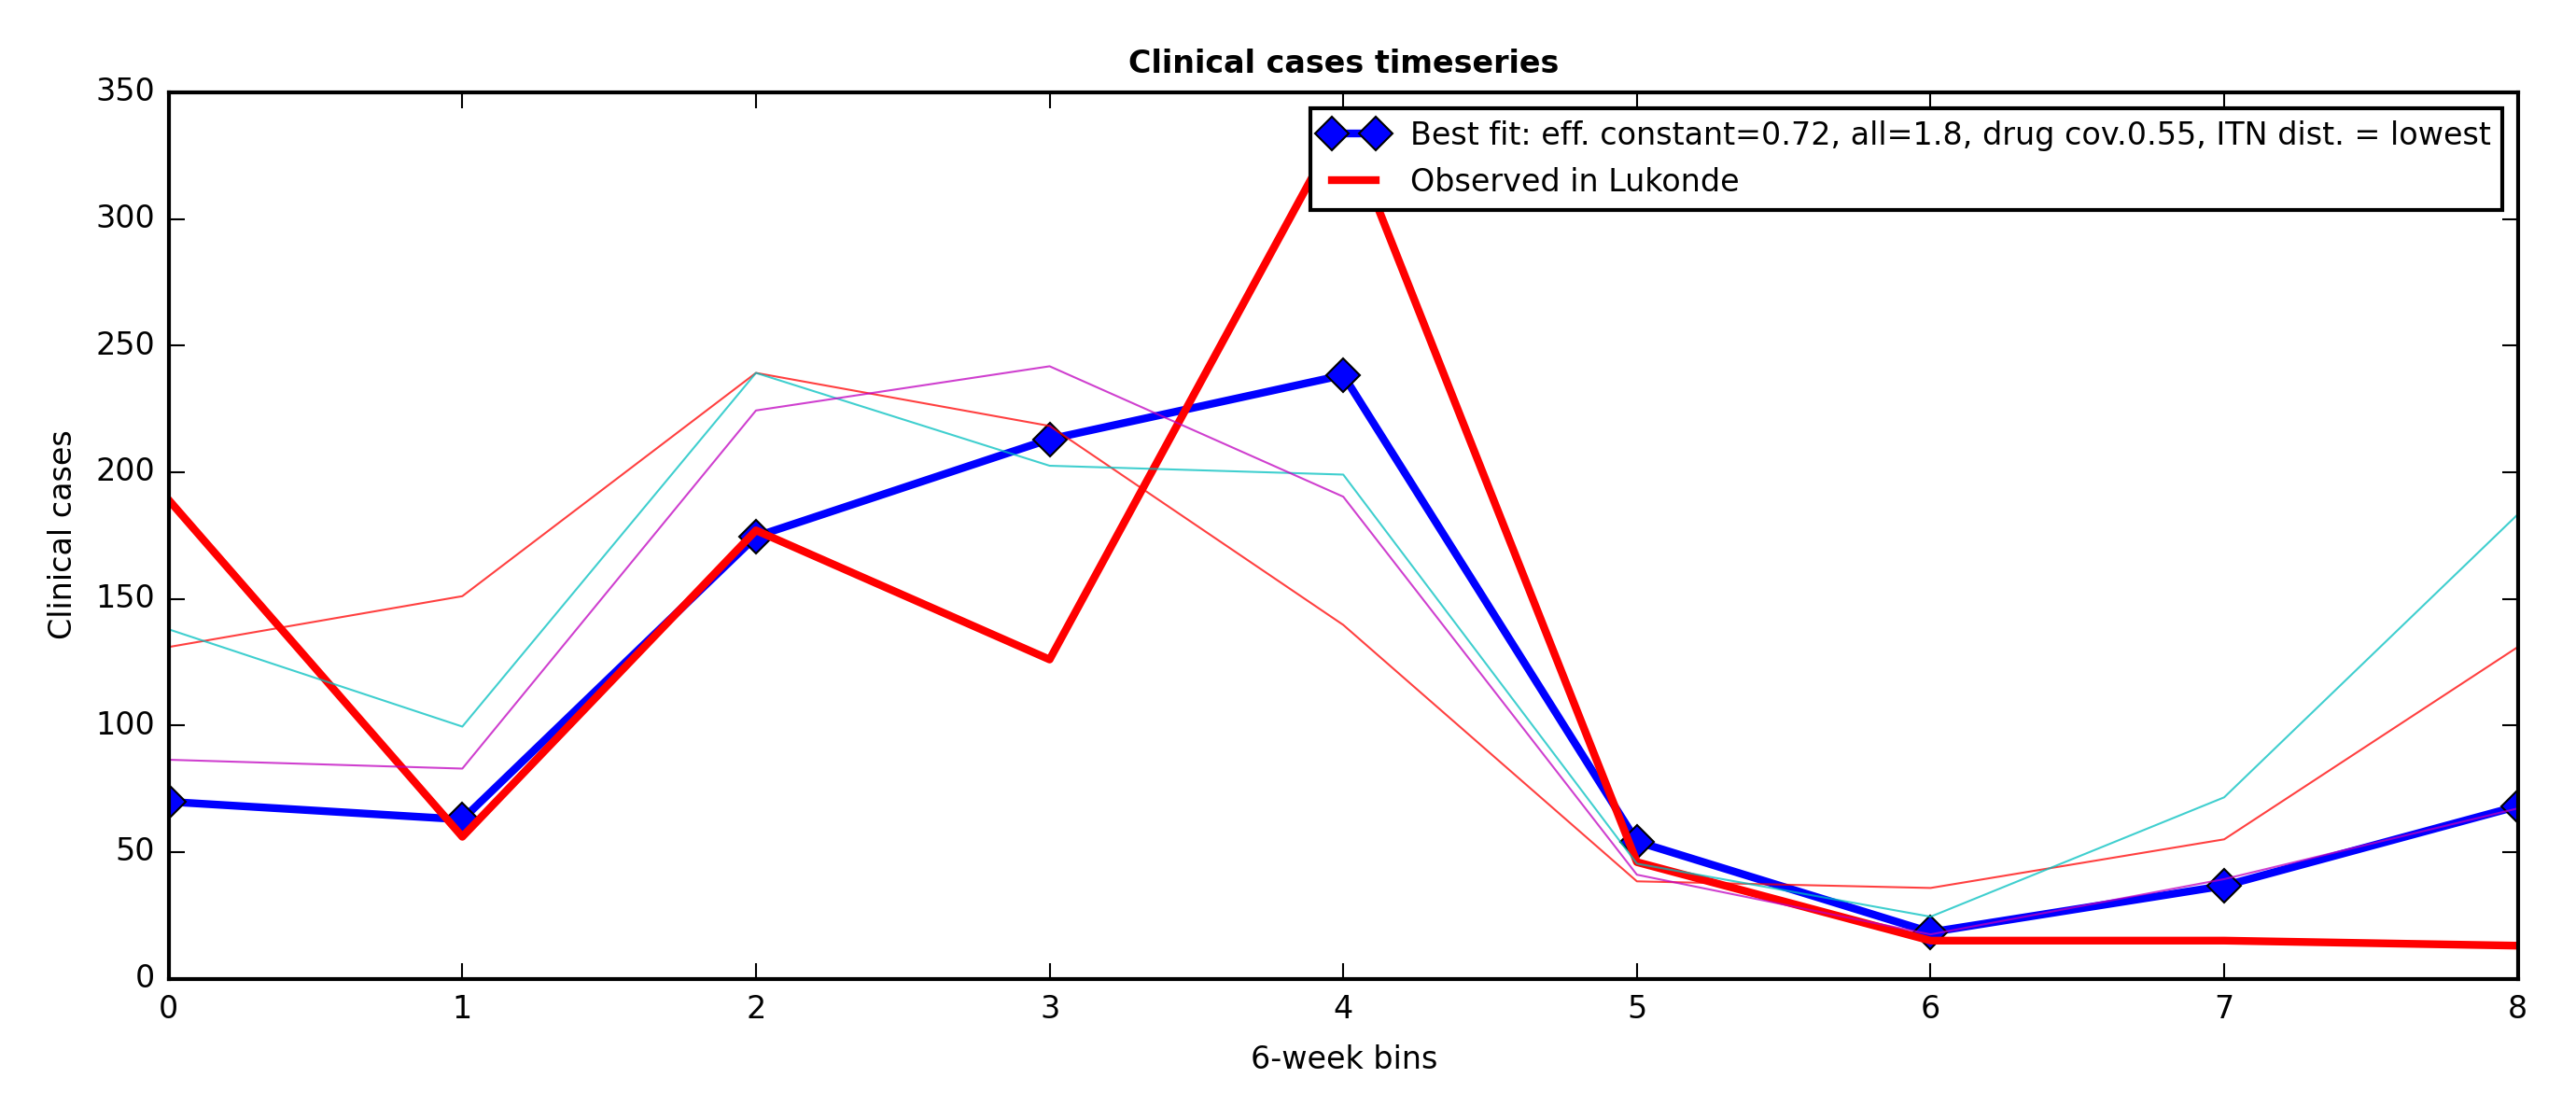 Clinical cases timeseries
350
300
250
200
150
100
50
0
Clinical cases
Best fit: eff. constant=0.72, all=1.8, drug cov.0.55, ITN dist. = lowest
Observed in Lukonde
0 1 2 3 4 5 6 7 8
6-week bins